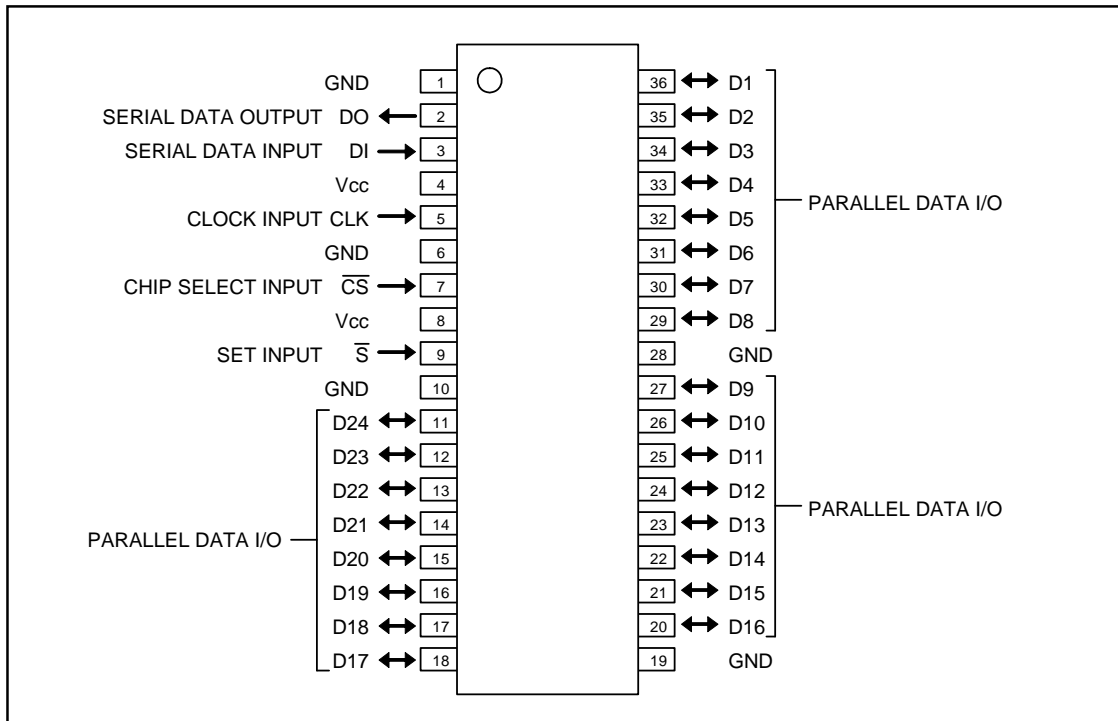 GND 1
SERIAL DATA OUTPUT DO 2
SERIAL DATA INPUT DI 3
Vcc 4
CLOCK INPUT CLK 5
GND 6
CHIP SELECT INPUT C̅S̅ 7
Vcc 8
SET INPUT S̅ 9
GND 10
D24 11
D23 12
D22 13
D21 14
PARALLEL DATA I/O
D20 15
D19 16
D18 17
D17 18
36 D1
35 D2
34 D3
33 D4
PARALLEL DATA I/O
32 D5
31 D6
30 D7
29 D8
28 GND
27 D9
26 D10
25 D11
24 D12
PARALLEL DATA I/O
23 D13
22 D14
21 D15
20 D16
19 GND